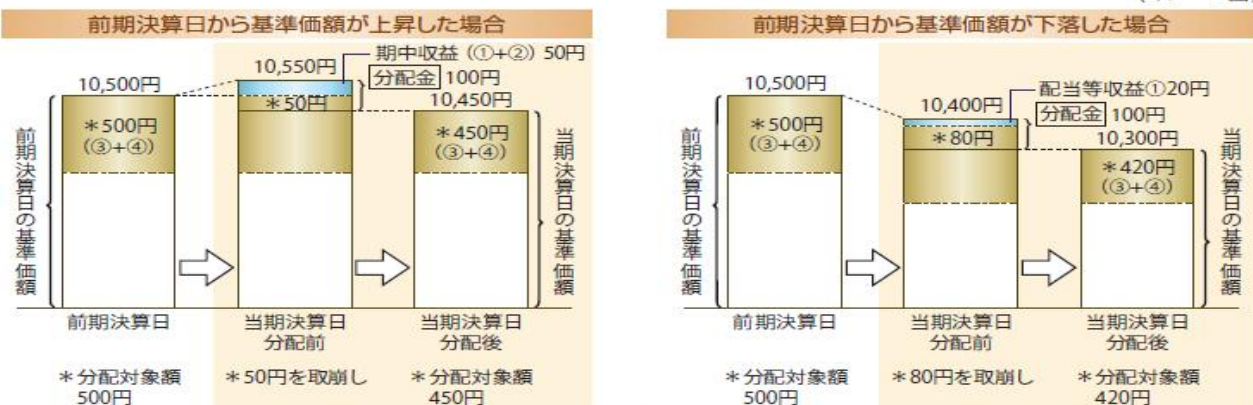 前期決算日から基準価額が上昇した場合
10,500円
10,550円
期中収益（①+②）50円
分配金 100円
＊50円
10,450円
＊500円
（③+④）
＊450円
（③+④）
前期決算日の基準価額
当期決算日の基準価額
前期決算日
当期決算日
分配前
当期決算日
分配後
＊分配対象額
500円
＊50円を取崩し
＊分配対象額
450円
前期決算日から基準価額が下落した場合
10,500円
10,400円
配当等収益①20円
分配金 100円
＊80円
10,300円
＊500円
（③+④）
＊420円
（③+④）
前期決算日の基準価額
当期決算日の基準価額
前期決算日
当期決算日
分配前
当期決算日
分配後
＊分配対象額
500円
＊80円を取崩し
＊分配対象額
420円